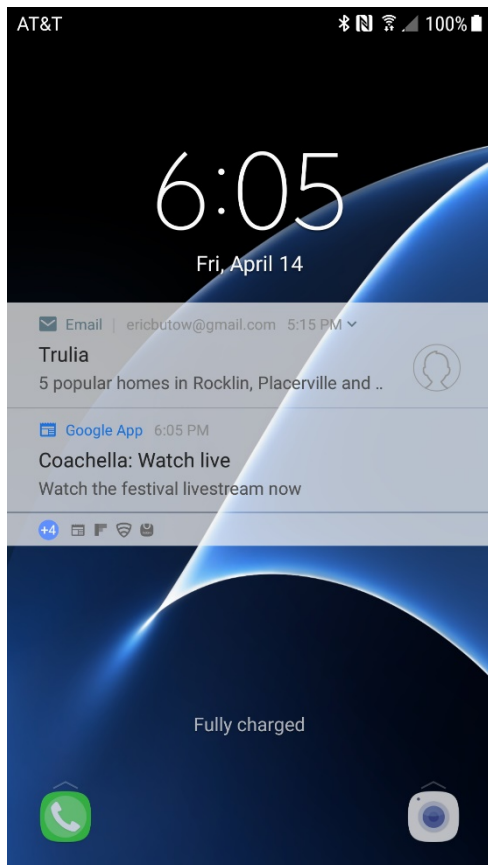 AT&T 100%
6:05
Fri, April 14
Email | ericbutow@gmail.com 5:15 PM
Trulia
5 popular homes in Rocklin, Placerville and ..
Google App 6:05 PM
Coachella: Watch live
Watch the festival livestream now
+4
Fully charged